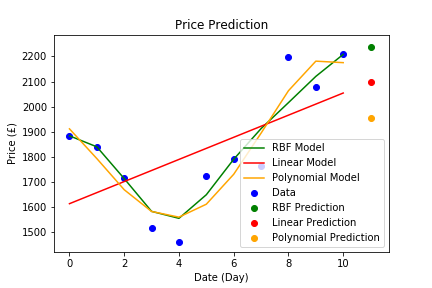 Price Prediction
Price (£)
2200
2100
2000
1900
1800
1700
1600
1500
0
2
4
6
8
10
Date (Day)
RBF Model
Linear Model
Polynomial Model
Data
RBF Prediction
Linear Prediction
Polynomial Prediction